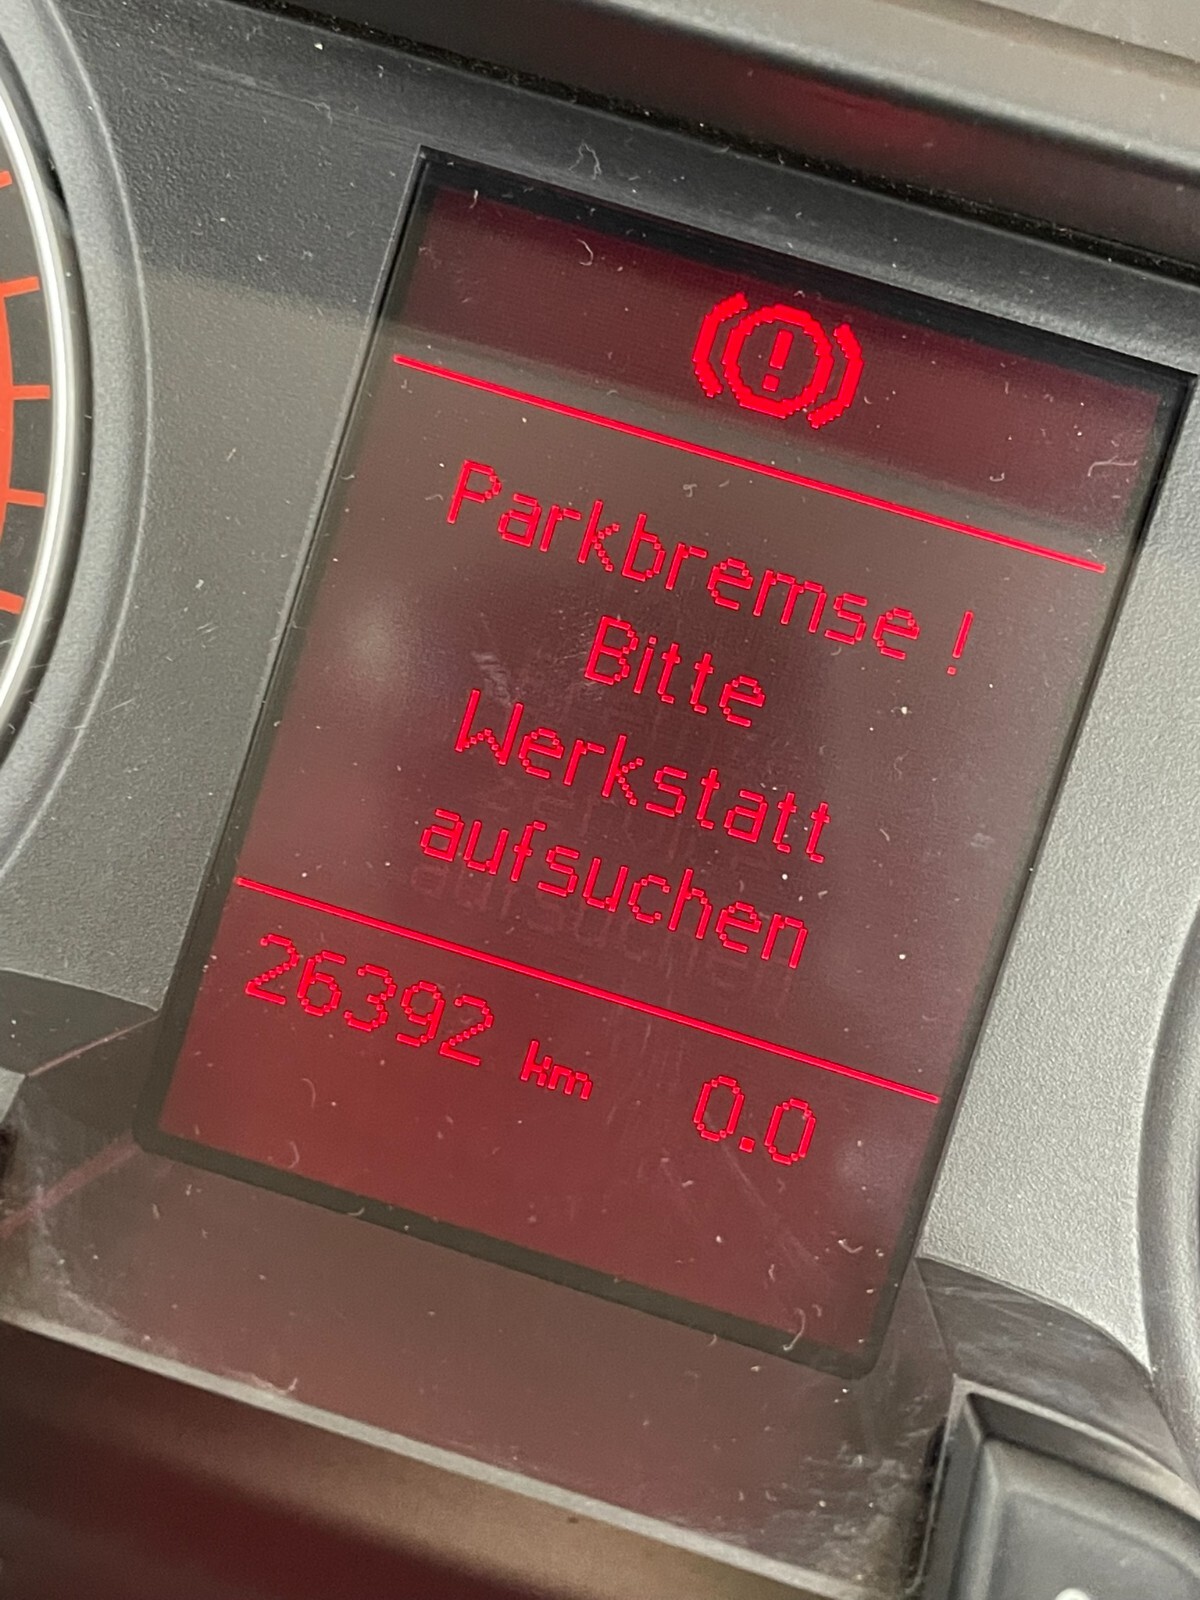 Parkbremse !
Bitte
Werkstatt
aufsuchen
26392 km 0.0